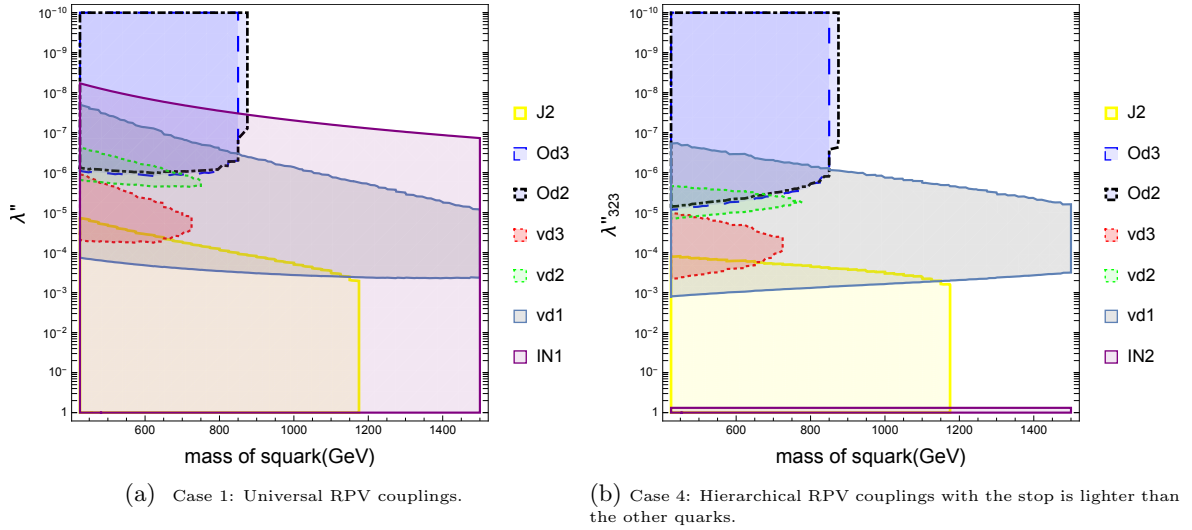 10⁻¹⁰
10⁻⁹
10⁻⁸
10⁻⁷
10⁻⁶
10⁻⁵
10⁻⁴
10⁻³
10⁻²
10⁻
1
λ''
600 800 1000 1200 1400
mass of squark(GeV)
J2
Od3
Od2
vd3
vd2
vd1
IN1
(a) Case 1: Universal RPV couplings.
10⁻¹⁰
10⁻⁹
10⁻⁸
10⁻⁷
10⁻⁶
10⁻⁵
10⁻⁴
10⁻³
10⁻²
10⁻
1
λ''₃₂₃
600 800 1000 1200 1400
mass of squark(GeV)
J2
Od3
Od2
vd3
vd2
vd1
IN2
(b) Case 4: Hierarchical RPV couplings with the stop is lighter than
the other quarks.